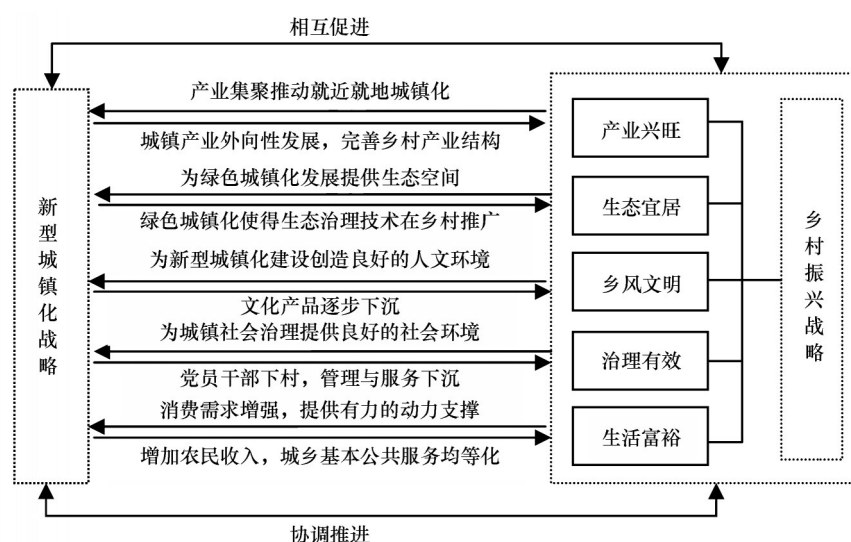 相互促进
产业集聚推动就近就地城镇化
城镇产业外向性发展，完善乡村产业结构
为绿色城镇化发展提供生态空间
绿色城镇化使得生态治理技术在乡村推广
为新型城镇化建设创造良好的人文环境
文化产品逐步下沉
为城镇社会治理提供良好的社会环境
党员干部下村，管理与服务下沉
消费需求增强，提供有力的动力支撑
增加农民收入，城乡基本公共服务均等化
新型城镇化战略
产业兴旺
生态宜居
乡风文明
治理有效
生活富裕
乡村振兴战略
协调推进